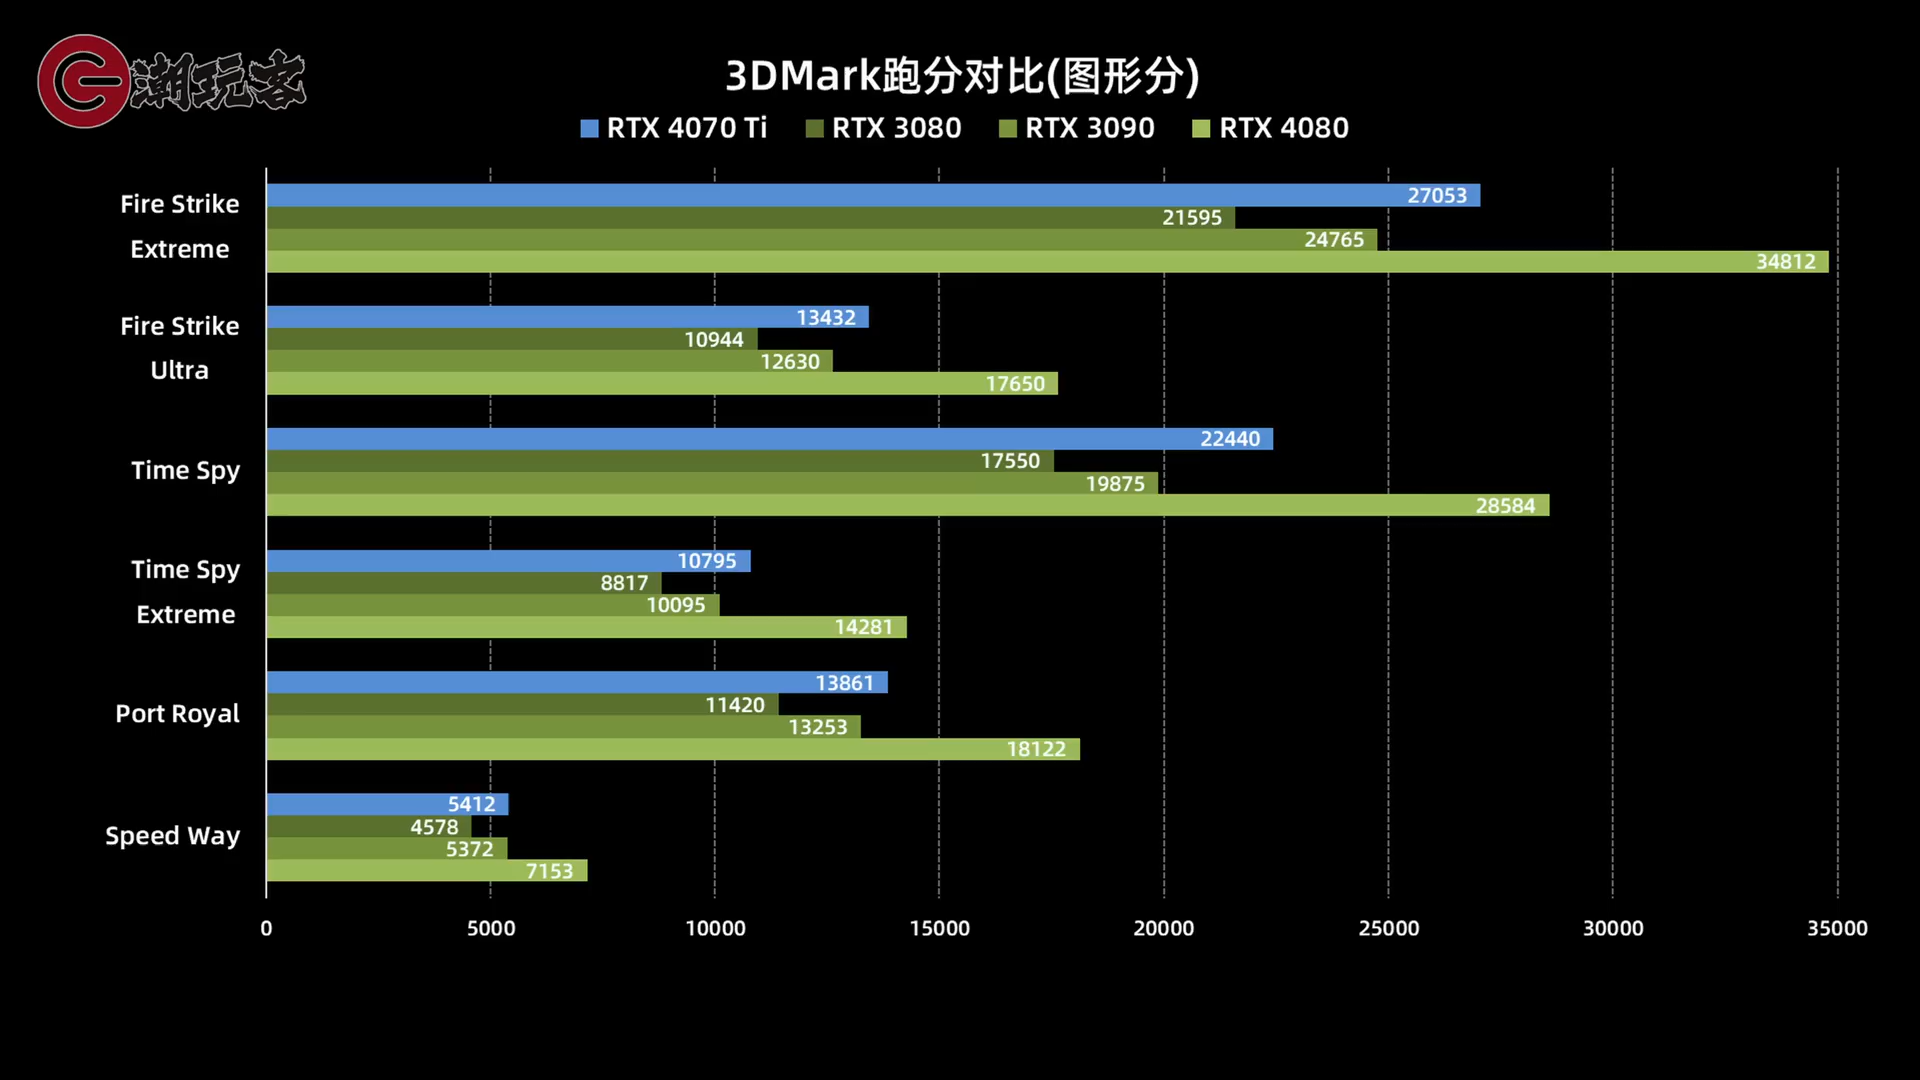 潮玩客
3DMark跑分对比(图形分)
RTX 4070 Ti RTX 3080 RTX 3090 RTX 4080
Fire Strike
Extreme
27053
21595
24765
34812
Fire Strike
Ultra
13432
10944
12630
17650
Time Spy
22440
17550
19875
28584
Time Spy
Extreme
10795
8817
10095
14281
Port Royal
13861
11420
13253
18122
Speed Way
5412
4578
5372
7153
0 5000 10000 15000 20000 25000 30000 35000